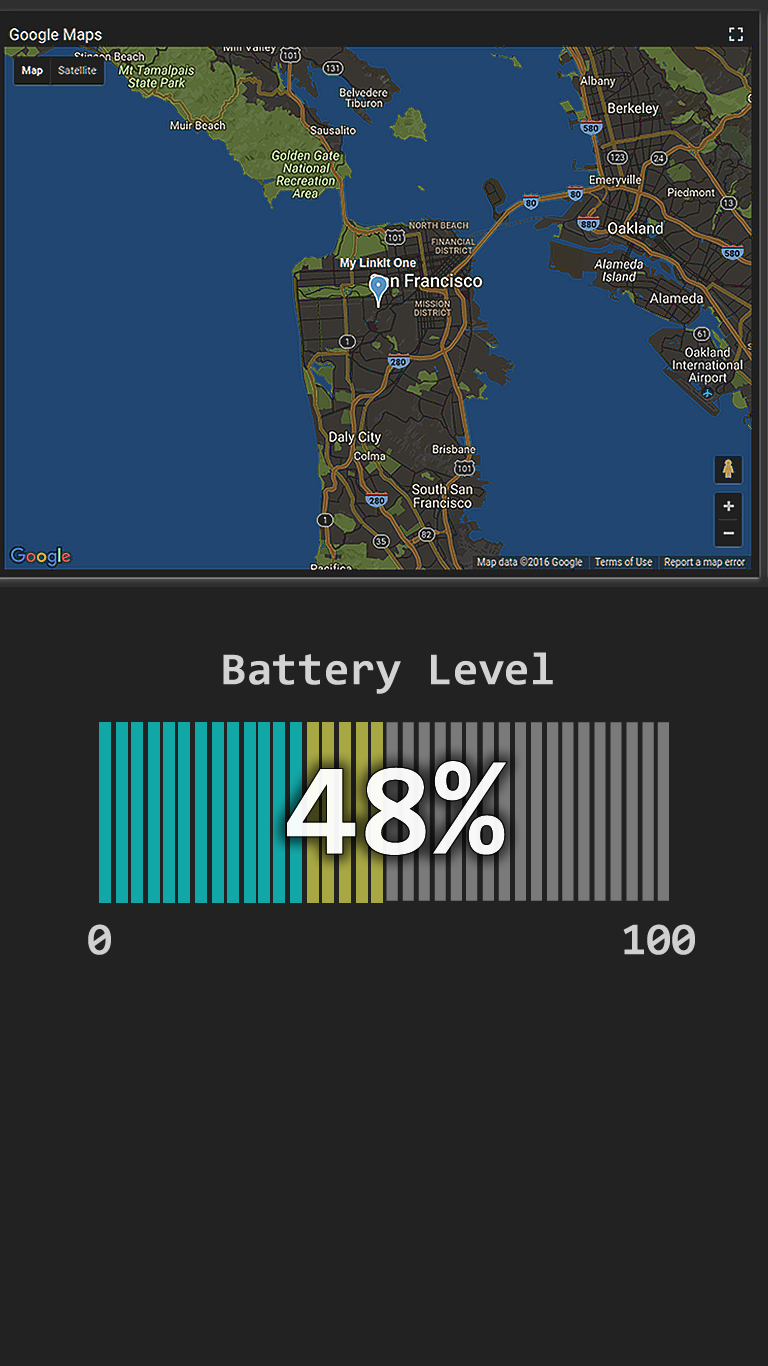 Google Maps
Stinson Beach
Mill Valley
101
131
Map
Satellite
Mt Tamalpais
State Park
Albany
Belvedere
Tiburon
Berkeley
Muir Beach
Sausalito
580
Golden Gate
National
Recreation
Area
123
24
Emeryville
Piedmont
80
80
13
NORTH BEACH
101
880
Oakland
FINANCIAL
DISTRICT
580
My LinkIt One
Alameda
Island
San Francisco
Alameda
MISSION
DISTRICT
1
61
280
Oakland
International
Airport
Daly City
Colma
Brisbane
101
South San
Francisco
280
1
35
82
+
−
Google
Pacifica
Map data ©2016 Google
Terms of Use
Report a map error
Battery Level
48%
0
100